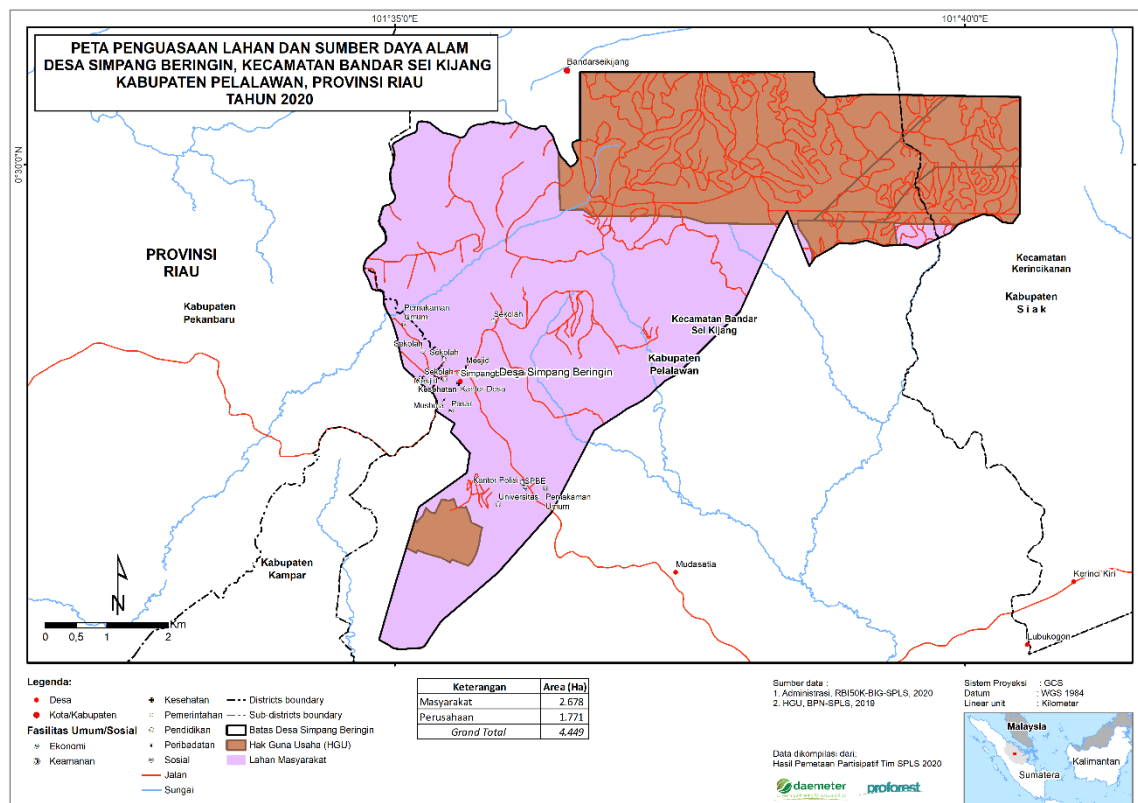 101°35'0"E
101°40'0"E
0°30'0"N
PETA PENGUASAAN LAHAN DAN SUMBER DAYA ALAM
DESA SIMPANG BERINGIN, KECAMATAN BANDAR SEI KIJANG
KABUPATEN PELALAWAN, PROVINSI RIAU
TAHUN 2020
Bandarseikijang
PROVINSI
RIAU
Kabupaten
Pekanbaru
Kecamatan
Kerincikanan
Kabupaten
S i a k
Pemakaman
Umum
Sekolah
Kecamatan Bandar
Sei Kijang
Sekolah
Sekolah
Mesjid
Kabupaten
Pelalawan
Sekolah
Desa Simpang Beringin
Kesehatan
Kantor Desa
Pasar
Kantor Polisi
SPBE
Universitas
Pemakaman
Umum
Kabupaten
Kampar
Mudasatia
Kerinci Kiri
Lubukogon
N
Km
0 0,5 1 2
Legenda:
Desa
Kota/Kabupaten
Fasilitas Umum/Sosial
Ekonomi
Keamanan
Kesehatan
Pemerintahan
Pendidikan
Peribadatan
Sosial
Jalan
Sungai
Districts boundary
Sub-districts boundary
Batas Desa Simpang Beringin
Hak Guna Usaha (HGU)
Lahan Masyarakat
Keterangan Area (Ha)
Masyarakat 2.678
Perusahaan 1.771
Grand Total 4.449
Sumber data :
1. Administrasi, RBI50K-BIG-SPLS, 2020
2. HGU, BPN-SPLS, 2019
Data dikompilasi dari:
Hasil Pemetaan Partisipatif Tim SPLS 2020
daemeter
proforest
Sistem Proyeksi : GCS
Datum : WGS 1984
Linear unit : Kilometer
Malaysia
Kalimantan
Sumatera